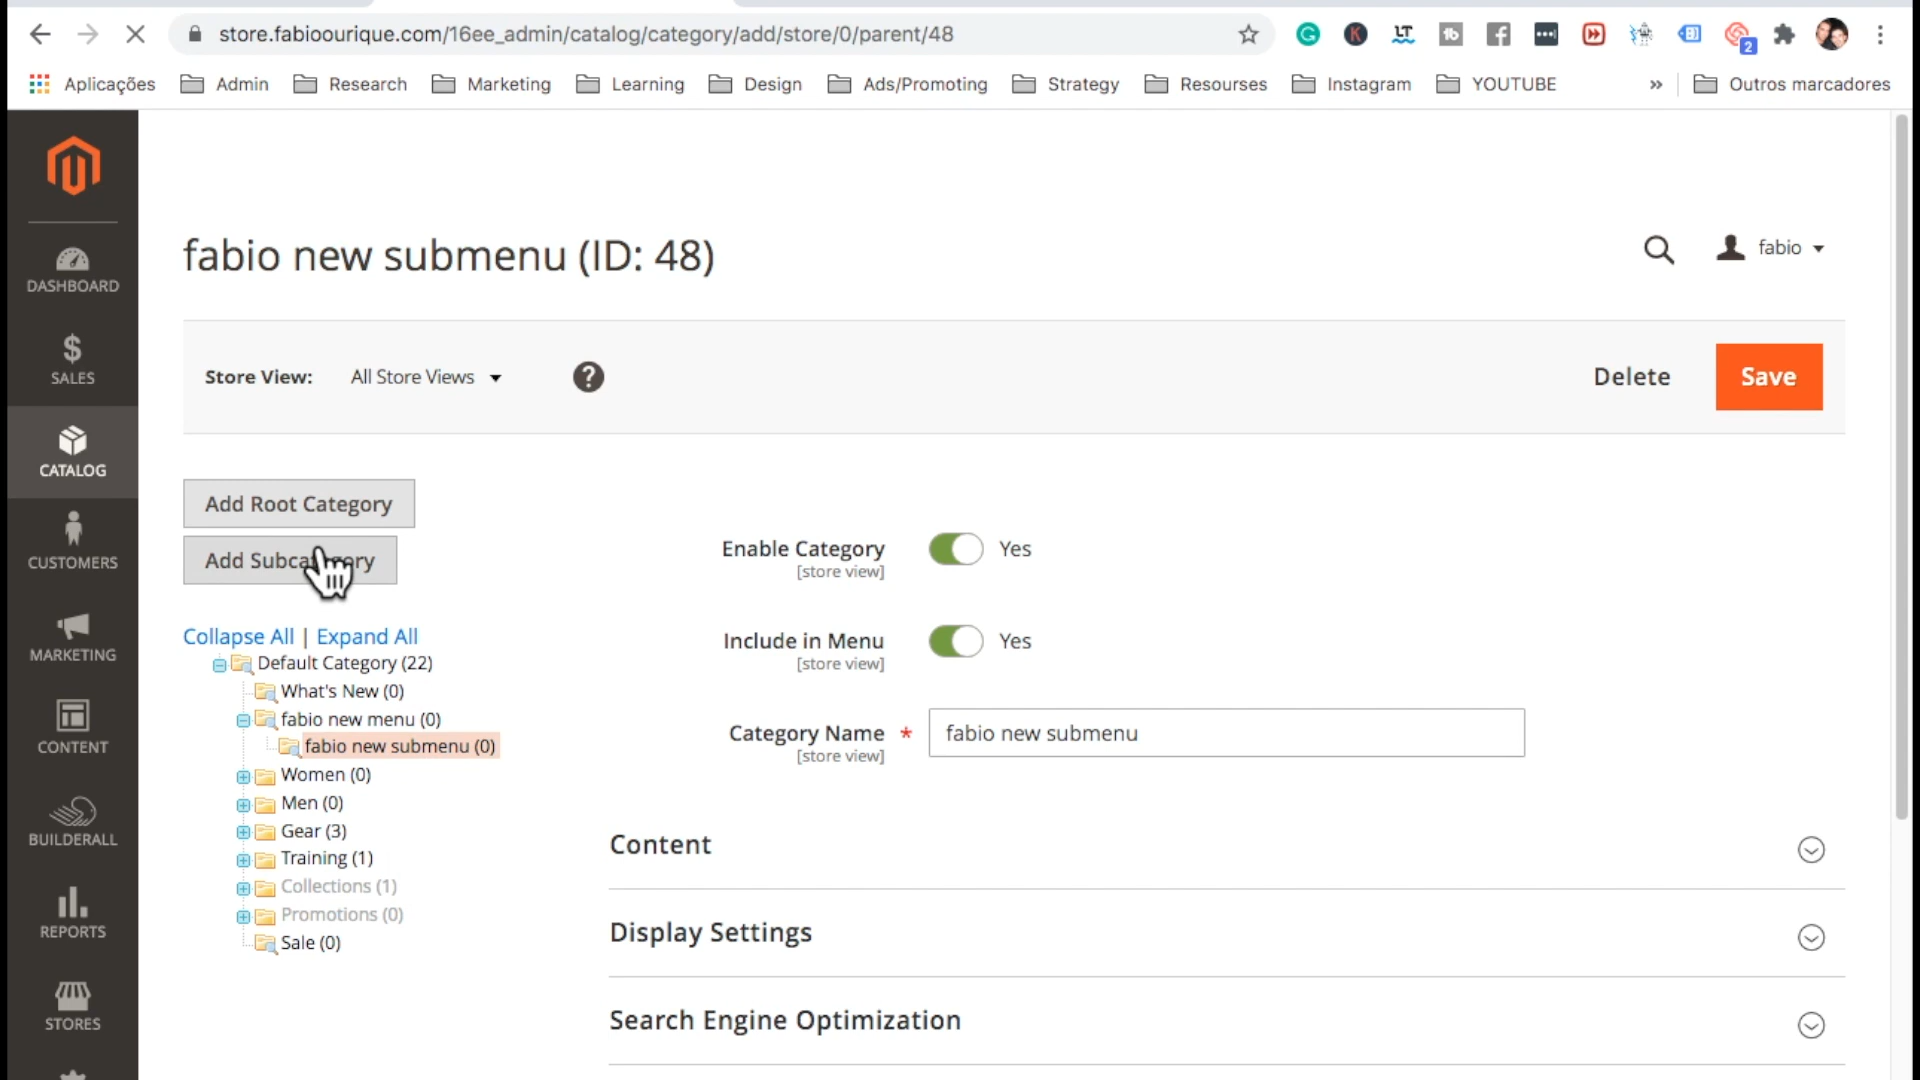 store.fabioourique.com/16ee_admin/catalog/category/add/store/0/parent/48
2
Aplicações Admin Research Marketing Learning Design Ads/Promoting Strategy Resourses Instagram YOUTUBE » Outros marcadores
fabio new submenu (ID: 48)
fabio
Store View: All Store Views ? Delete Save
DASHBOARD
SALES
CATALOG
CUSTOMERS
MARKETING
CONTENT
BUILDERALL
REPORTS
STORES
Add Root Category
Add Subcategory
Collapse All | Expand All
Default Category (22)
What's New (0)
fabio new menu (0)
fabio new submenu (0)
Women (0)
Men (0)
Gear (3)
Training (1)
Collections (1)
Promotions (0)
Sale (0)
Enable Category Yes
[store view]
Include in Menu Yes
[store view]
Category Name * fabio new submenu
[store view]
Content
Display Settings
Search Engine Optimization